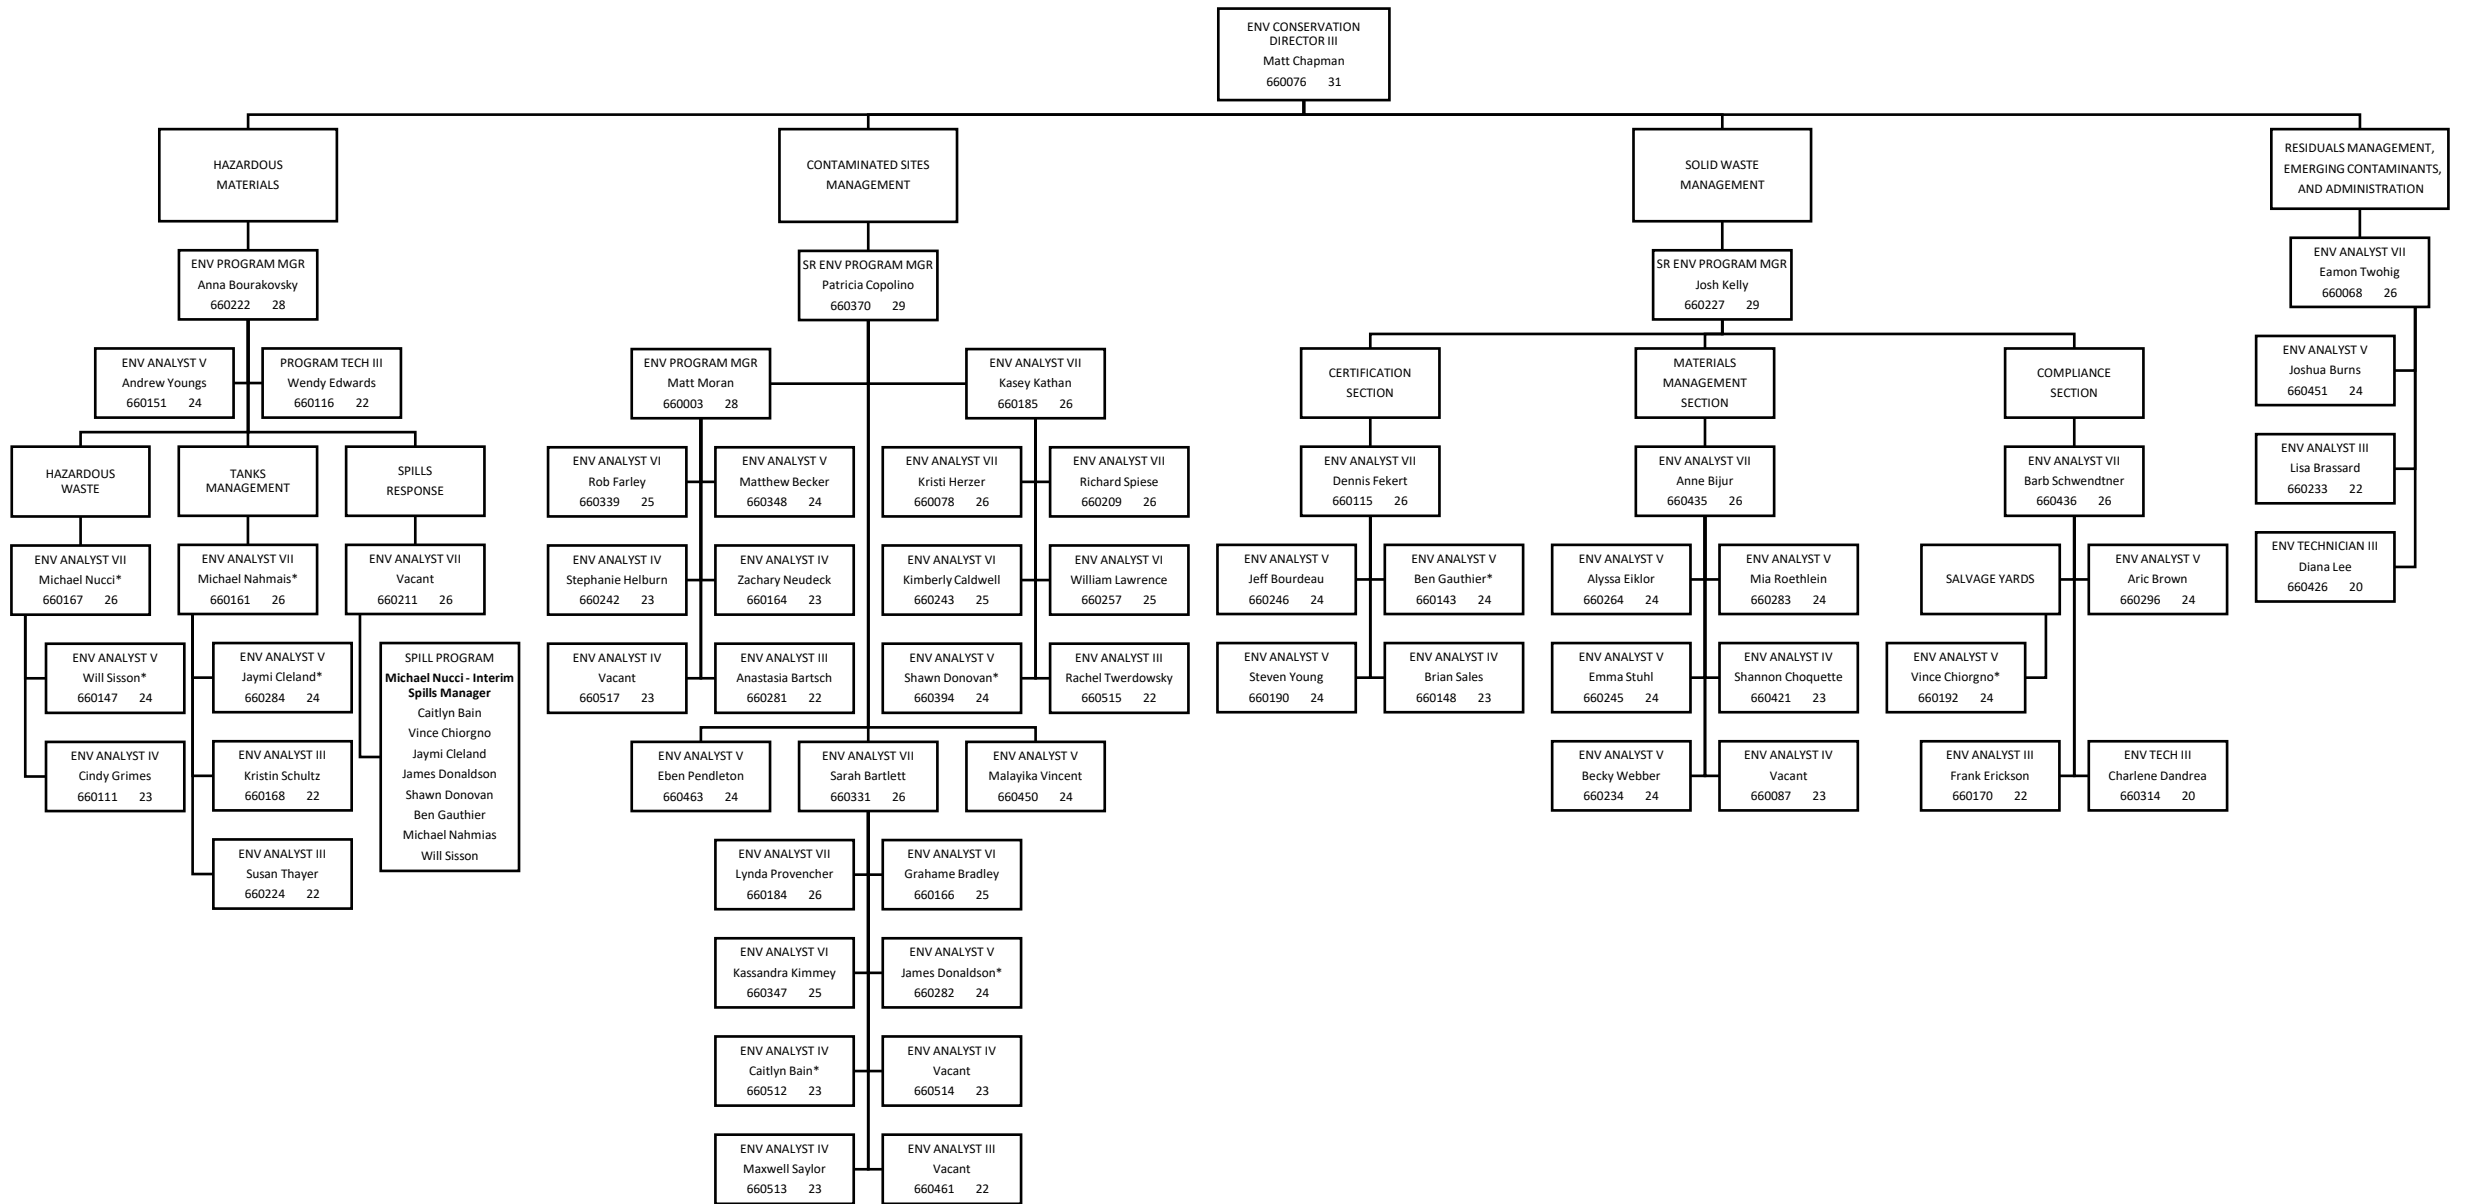 ENV CONSERVATION
DIRECTOR III
Matt Chapman
660076 31
HAZARDOUS
MATERIALS
CONTAMINATED SITES
MANAGEMENT
SOLID WASTE
MANAGEMENT
RESIDUALS MANAGEMENT,
EMERGING CONTAMINANTS,
AND ADMINISTRATION
ENV PROGRAM MGR
Anna Bourakovsky
660222 28
ENV ANALYST V
Andrew Youngs
660151 24
PROGRAM TECH III
Wendy Edwards
660116 22
HAZARDOUS
WASTE
ENV ANALYST VII
Michael Nucci*
660167 26
ENV ANALYST V
Will Sisson*
660147 24
ENV ANALYST IV
Cindy Grimes
660111 23
TANKS
MANAGEMENT
ENV ANALYST VII
Michael Nahmais*
660161 26
ENV ANALYST V
Jaymi Cleland*
660284 24
ENV ANALYST III
Kristin Schultz
660168 22
ENV ANALYST III
Susan Thayer
660224 22
SPILLS
RESPONSE
ENV ANALYST VII
Vacant
660211 26
SPILL PROGRAM
Michael Nucci - Interim
Spills Manager
Caitlyn Bain
Vince Chiorgno
Jaymi Cleland
James Donaldson
Shawn Donovan
Ben Gauthier
Michael Nahmias
Will Sisson
SR ENV PROGRAM MGR
Patricia Copolino
660370 29
ENV PROGRAM MGR
Matt Moran
660003 28
ENV ANALYST VI
Rob Farley
660339 25
ENV ANALYST V
Matthew Becker
660348 24
ENV ANALYST IV
Stephanie Helburn
660242 23
ENV ANALYST IV
Zachary Neudeck
660164 23
ENV ANALYST IV
Vacant
660517 23
ENV ANALYST III
Anastasia Bartsch
660281 22
ENV ANALYST VII
Kasey Kathan
660185 26
ENV ANALYST VII
Kristi Herzer
660078 26
ENV ANALYST VII
Richard Spiese
660209 26
ENV ANALYST VI
Kimberly Caldwell
660243 25
ENV ANALYST VI
William Lawrence
660257 25
ENV ANALYST V
Shawn Donovan*
660394 24
ENV ANALYST III
Rachel Twerdowsky
660515 22
ENV ANALYST V
Eben Pendleton
660463 24
ENV ANALYST VII
Sarah Bartlett
660331 26
ENV ANALYST V
Malayika Vincent
660450 24
ENV ANALYST VII
Lynda Provencher
660184 26
ENV ANALYST VI
Grahame Bradley
660166 25
ENV ANALYST VI
Kassandra Kimmey
660347 25
ENV ANALYST V
James Donaldson*
660282 24
ENV ANALYST IV
Caitlyn Bain*
660512 23
ENV ANALYST IV
Vacant
660514 23
ENV ANALYST IV
Maxwell Saylor
660513 23
ENV ANALYST III
Vacant
660461 22
SR ENV PROGRAM MGR
Josh Kelly
660227 29
CERTIFICATION
SECTION
ENV ANALYST VII
Dennis Fekert
660115 26
ENV ANALYST V
Jeff Bourdeau
660246 24
ENV ANALYST V
Ben Gauthier*
660143 24
ENV ANALYST V
Steven Young
660190 24
ENV ANALYST IV
Brian Sales
660148 23
MATERIALS
MANAGEMENT
SECTION
ENV ANALYST VII
Anne Bijur
660435 26
ENV ANALYST V
Alyssa Eiklor
660264 24
ENV ANALYST V
Mia Roethlein
660283 24
ENV ANALYST V
Emma Stuhl
660245 24
ENV ANALYST IV
Shannon Choquette
660421 23
ENV ANALYST V
Becky Webber
660234 24
ENV ANALYST IV
Vacant
660087 23
COMPLIANCE
SECTION
ENV ANALYST VII
Barb Schwendtner
660436 26
SALVAGE YARDS
ENV ANALYST V
Aric Brown
660296 24
ENV ANALYST V
Vince Chiorgno*
660192 24
ENV ANALYST III
Frank Erickson
660170 22
ENV TECH III
Charlene Dandrea
660314 20
ENV ANALYST VII
Eamon Twohig
660068 26
ENV ANALYST V
Joshua Burns
660451 24
ENV ANALYST III
Lisa Brassard
660233 22
ENV TECHNICIAN III
Diana Lee
660426 20